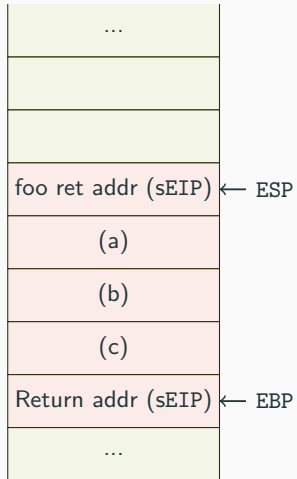 ...
foo ret addr (sEIP) ← ESP
(a)
(b)
(c)
Return addr (sEIP) ← EBP
...